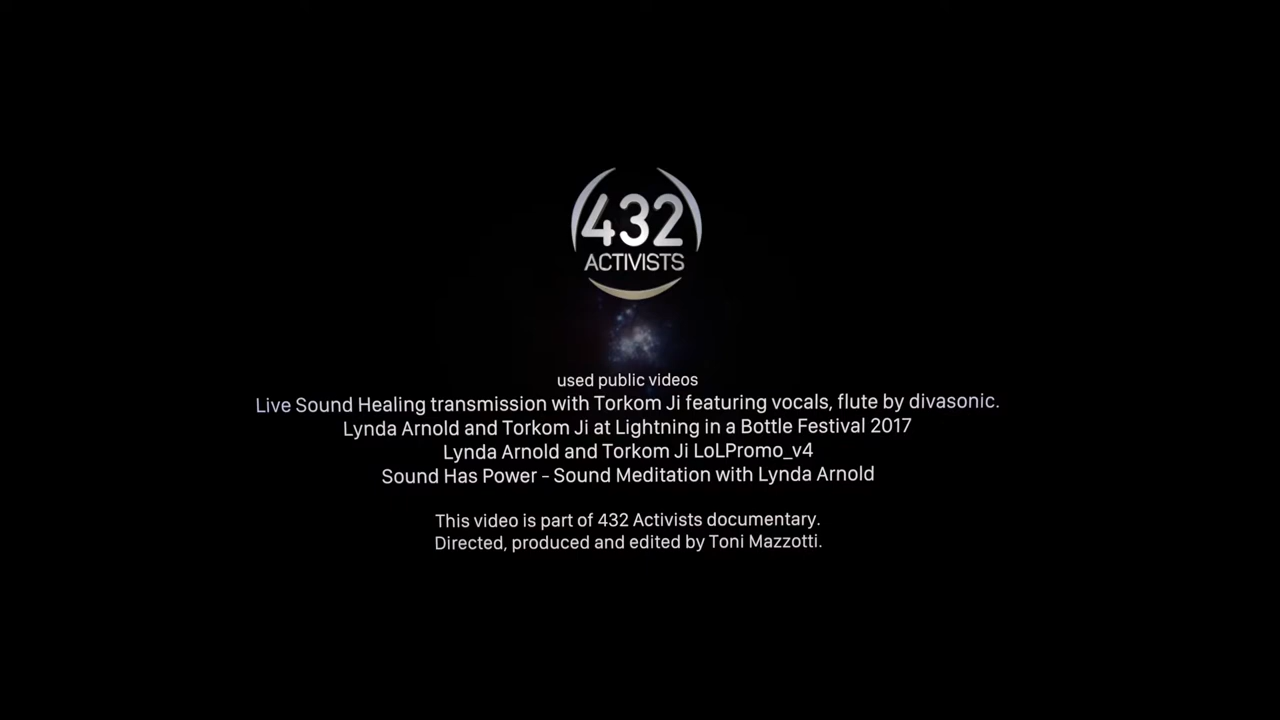 432
ACTIVISTS
used public videos
Live Sound Healing transmission with Torkom Ji featuring vocals, flute by divasonic.
Lynda Arnold and Torkom Ji at Lightning in a Bottle Festival 2017
Lynda Arnold and Torkom Ji LoLPromo_v4
Sound Has Power - Sound Meditation with Lynda Arnold
This video is part of 432 Activists documentary.
Directed, produced and edited by Toni Mazzotti.